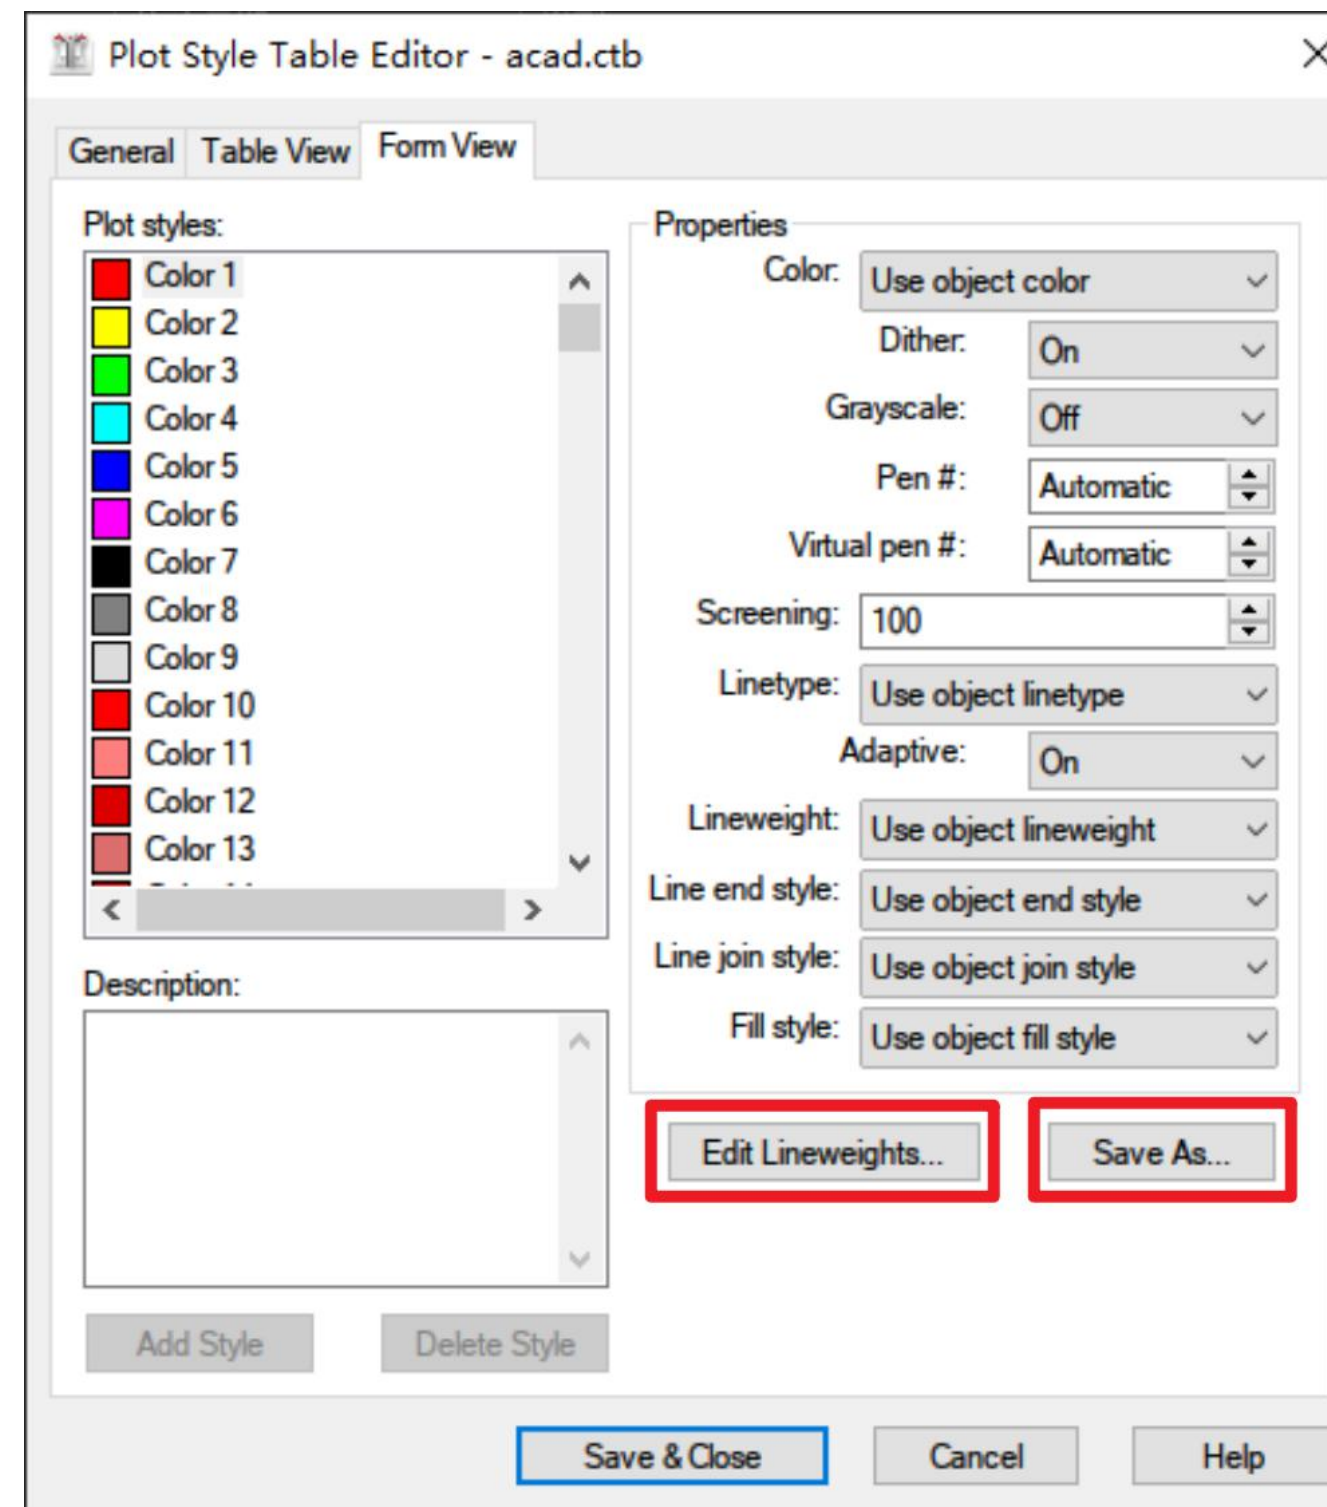 Plot Style Table Editor - acad.ctb
General Table View Form View
Plot styles:
Color 1
Color 2
Color 3
Color 4
Color 5
Color 6
Color 7
Color 8
Color 9
Color 10
Color 11
Color 12
Color 13
Description:
Add Style Delete Style
Properties
Color: Use object color
Dither: On
Grayscale: Off
Pen #: Automatic
Virtual pen #: Automatic
Screening: 100
Linetype: Use object linetype
Adaptive: On
Lineweight: Use object lineweight
Line end style: Use object end style
Line join style: Use object join style
Fill style: Use object fill style
Edit Lineweights... Save As...
Save & Close Cancel Help